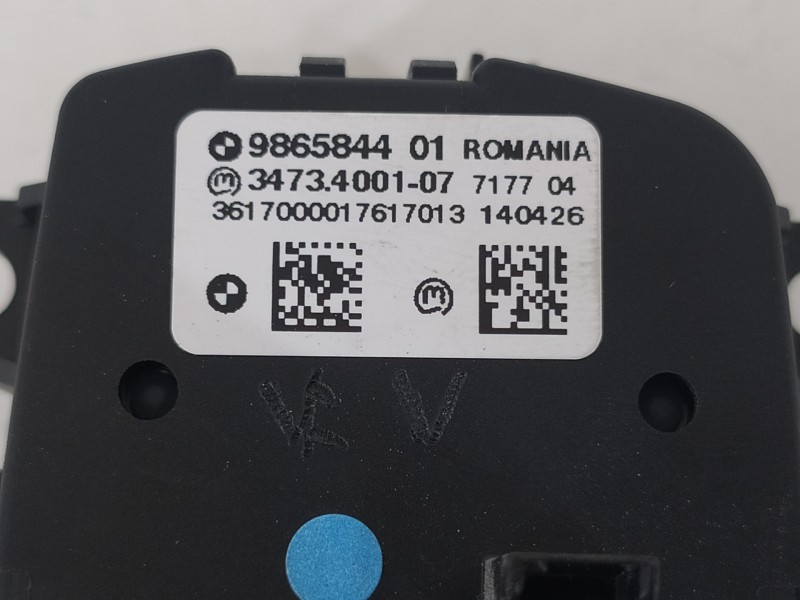 9865844 01 ROMANIA
m 3473.4001-07 7177 04
3617000017617013 140426
m
V